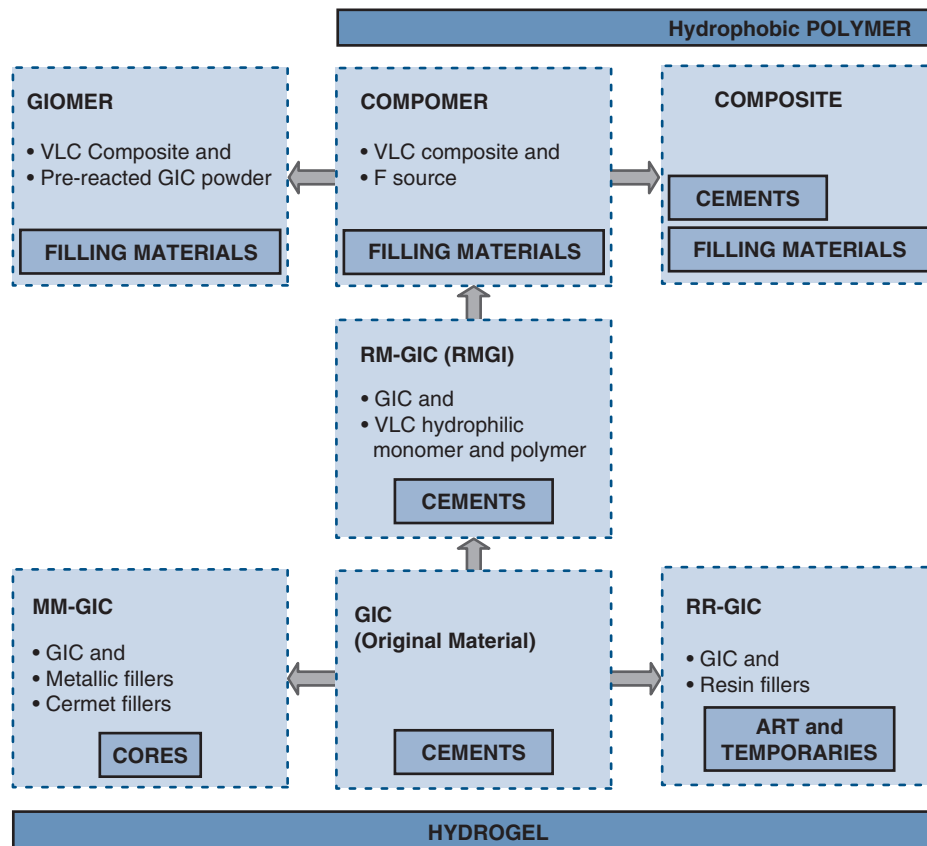 Hydrophobic POLYMER
GIOMER
• VLC Composite and
• Pre-reacted GIC powder
FILLING MATERIALS
COMPOMER
• VLC composite and
• F source
FILLING MATERIALS
COMPOSITE
CEMENTS
FILLING MATERIALS
RM-GIC (RMGI)
• GIC and
• VLC hydrophilic
monomer and polymer
CEMENTS
MM-GIC
• GIC and
• Metallic fillers
• Cermet fillers
CORES
GIC
(Original Material)
CEMENTS
RR-GIC
• GIC and
• Resin fillers
ART and
TEMPORARIES
HYDROGEL